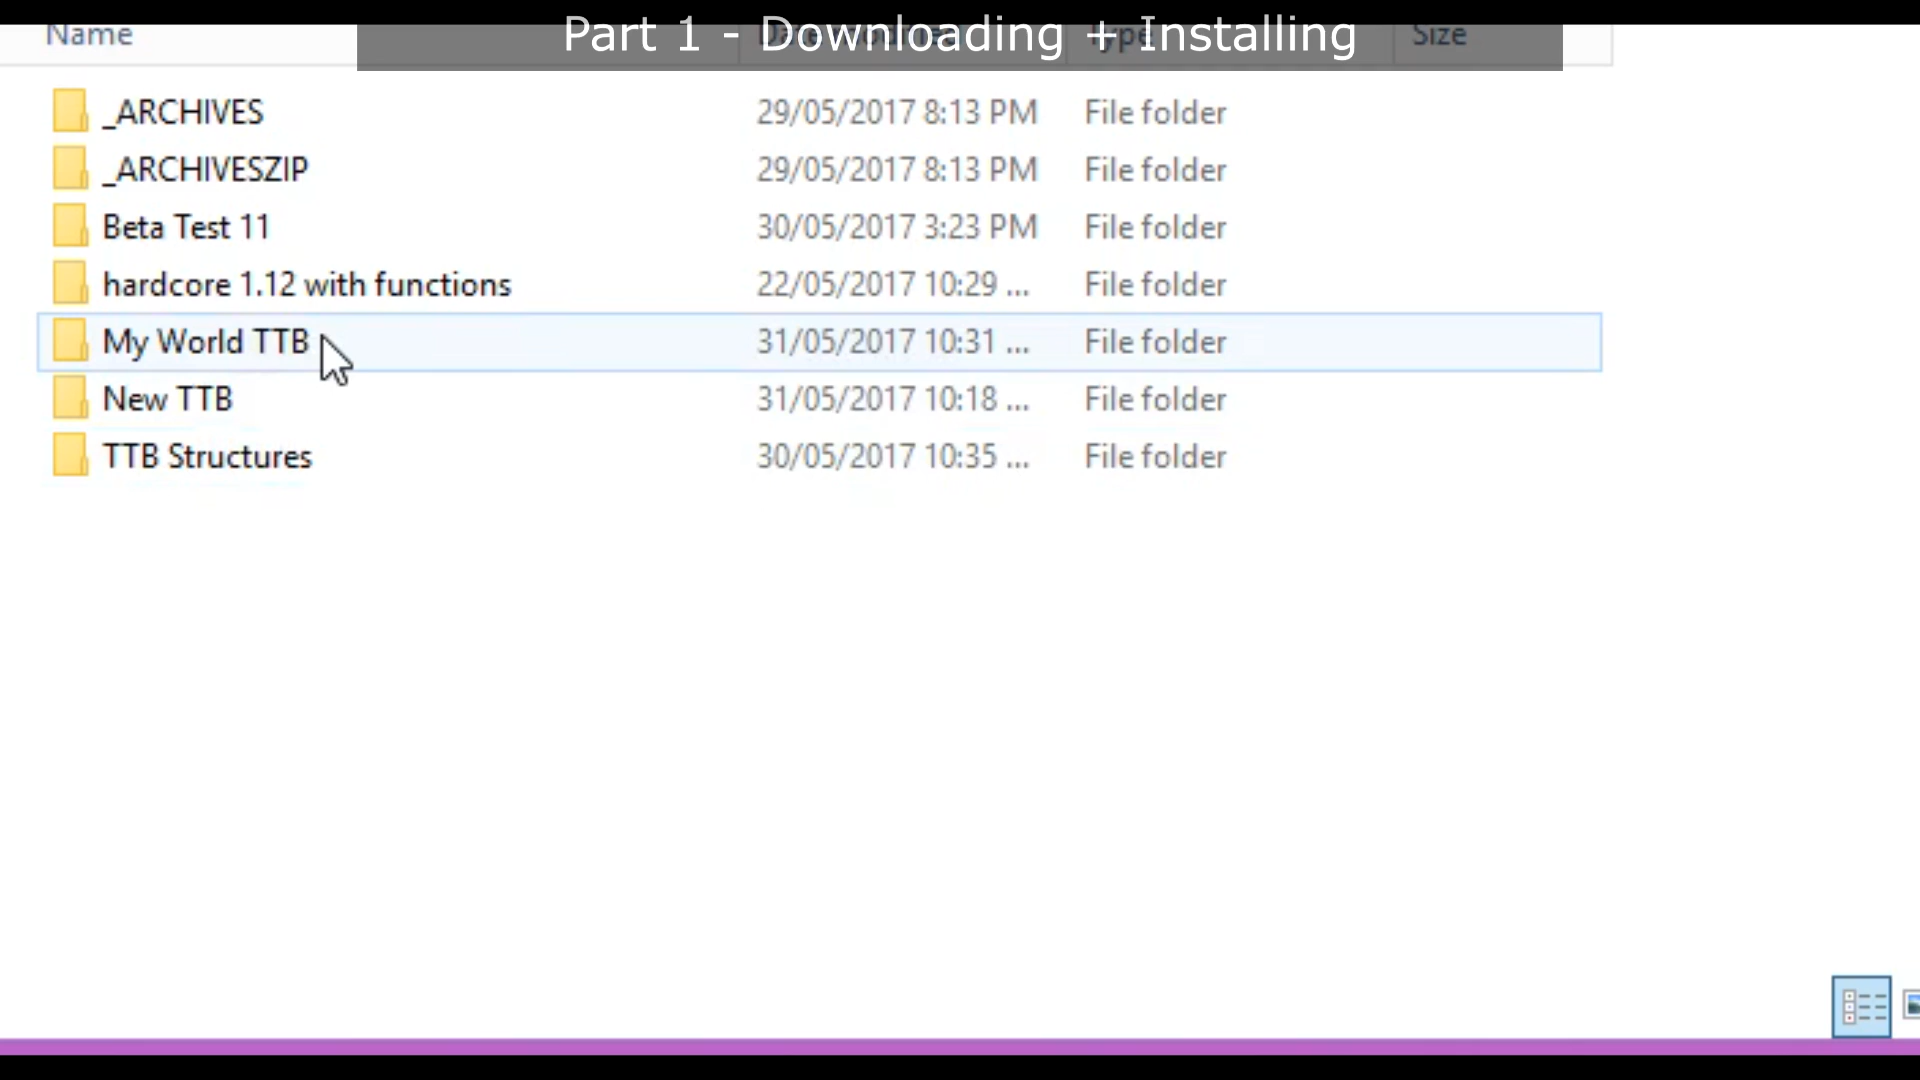 Part 1 - Downloading + Installing
Name Date modified Type Size
_ARCHIVES 29/05/2017 8:13 PM File folder
_ARCHIVESZIP 29/05/2017 8:13 PM File folder
Beta Test 11 30/05/2017 3:23 PM File folder
hardcore 1.12 with functions 22/05/2017 10:29 ... File folder
My World TTB 31/05/2017 10:31 ... File folder
New TTB 31/05/2017 10:18 ... File folder
TTB Structures 30/05/2017 10:35 ... File folder